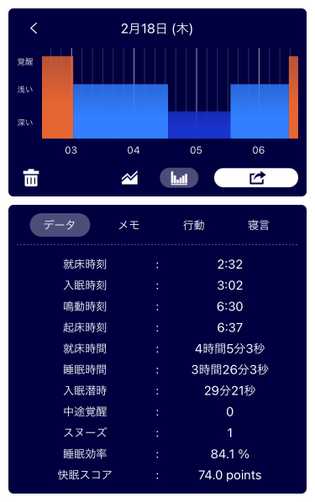 2月18日 (木)
覚醒
浅い
深い
03 04 05 06
データ メモ 行動 寝言
就床時刻 : 2:32
入眠時刻 : 3:02
鳴動時刻 : 6:30
起床時刻 : 6:37
就床時間 : 4時間5分3秒
睡眠時間 : 3時間26分3秒
入眠潜時 : 29分21秒
中途覚醒 : 0
スヌーズ : 1
睡眠効率 : 84.1 %
快眠スコア : 74.0 points